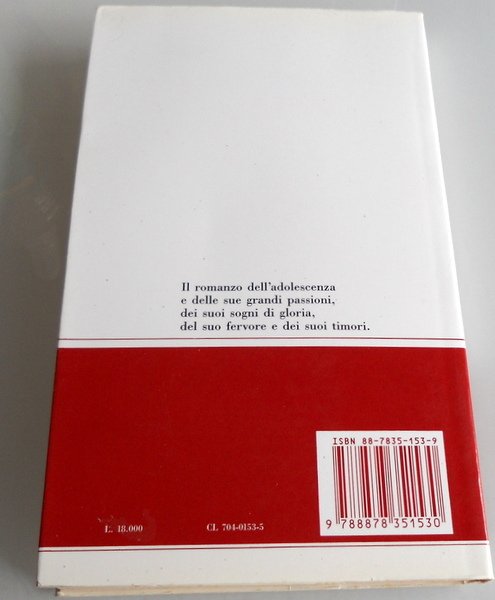 Il romanzo dell'adolescenza
e delle sue grandi passioni,
dei suoi sogni di gloria,
del suo fervore e dei suoi timori.
ISBN 88-7835-153-9
9 788878 351530
L. 18.000 CL 704-0153-5